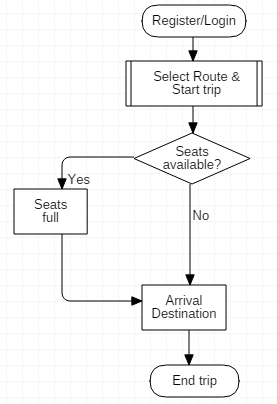 Register/Login
Select Route &
Start trip
Seats
available?
Yes
Seats
full
No
Arrival
Destination
End trip